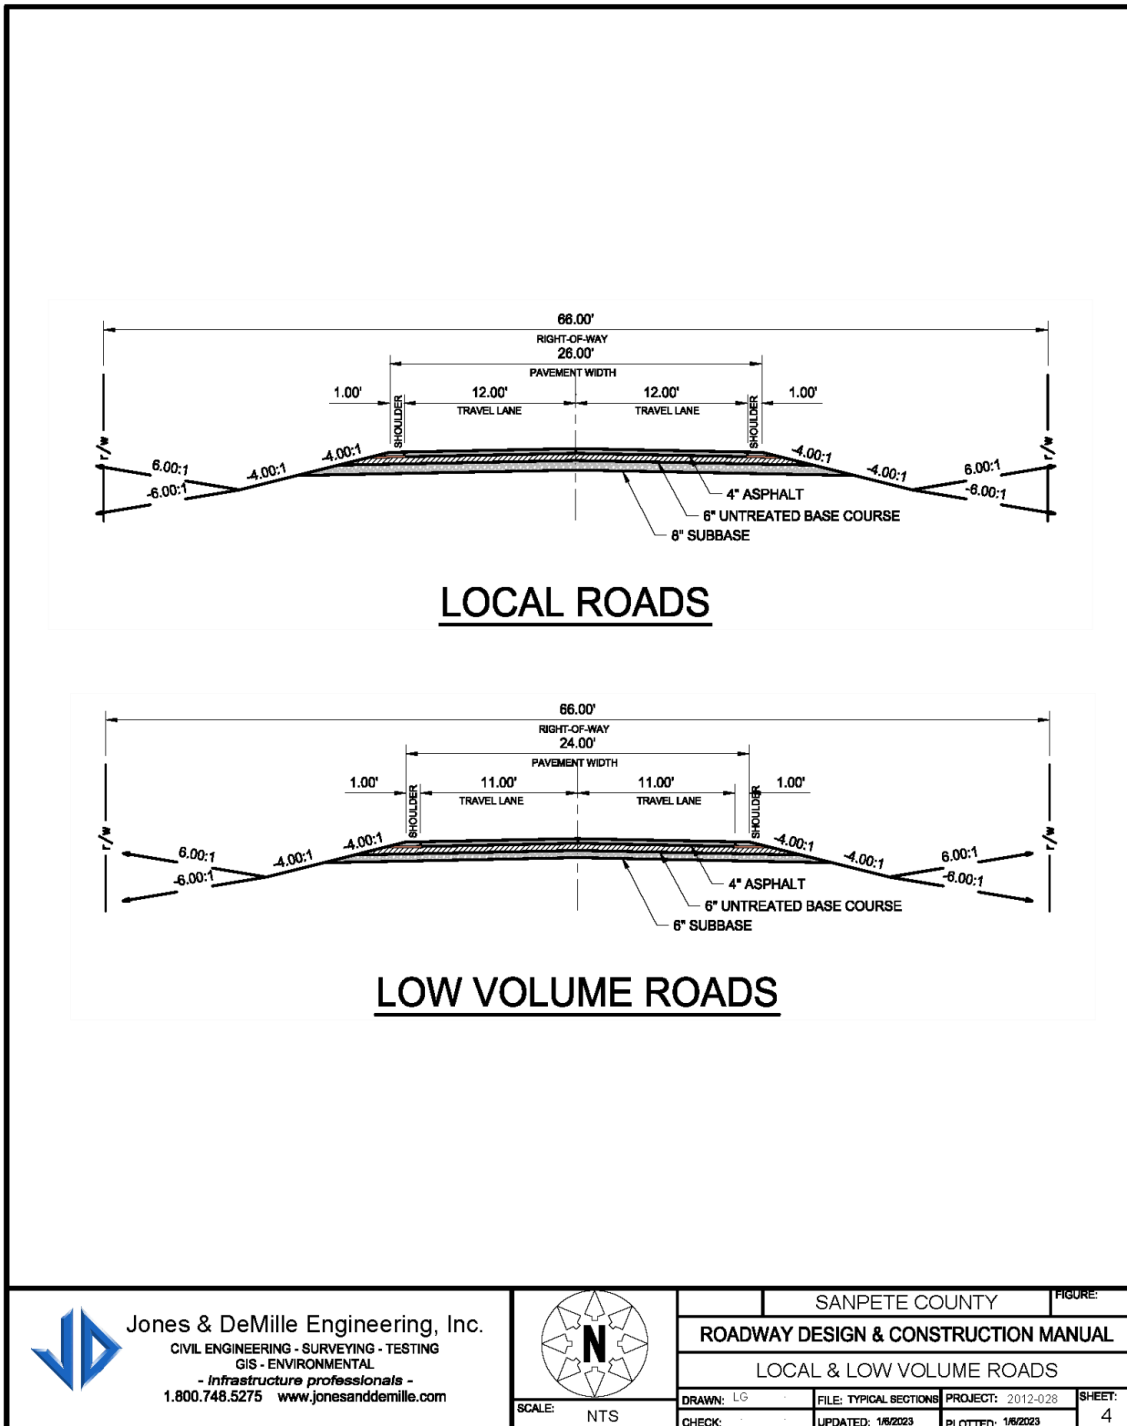 66.00'
RIGHT-OF-WAY
26.00'
PAVEMENT WIDTH
1.00' 12.00' 12.00' 1.00'
SHOULDER TRAVEL LANE TRAVEL LANE SHOULDER
r/w r/w
6.00:1 -4.00:1 -4.00:1 -4.00:1 -4.00:1 6.00:1
-6.00:1 -6.00:1
4" ASPHALT
6" UNTREATED BASE COURSE
8" SUBBASE
LOCAL ROADS
66.00'
RIGHT-OF-WAY
24.00'
PAVEMENT WIDTH
1.00' 11.00' 11.00' 1.00'
SHOULDER TRAVEL LANE TRAVEL LANE SHOULDER
r/w r/w
6.00:1 -4.00:1 -4.00:1 -4.00:1 -4.00:1 6.00:1
-6.00:1 -6.00:1
4" ASPHALT
6" UNTREATED BASE COURSE
6" SUBBASE
LOW VOLUME ROADS
JD
Jones & DeMille Engineering, Inc.
CIVIL ENGINEERING - SURVEYING - TESTING
GIS - ENVIRONMENTAL
- infrastructure professionals -
1.800.748.5275 www.jonesanddemille.com
N
SCALE: NTS
SANPETE COUNTY FIGURE:
ROADWAY DESIGN & CONSTRUCTION MANUAL
LOCAL & LOW VOLUME ROADS
DRAWN: LG FILE: TYPICAL SECTIONS PROJECT: 2012-028 SHEET:
CHECK: UPDATED: 1/6/2023 PLOTTED: 1/6/2023 4